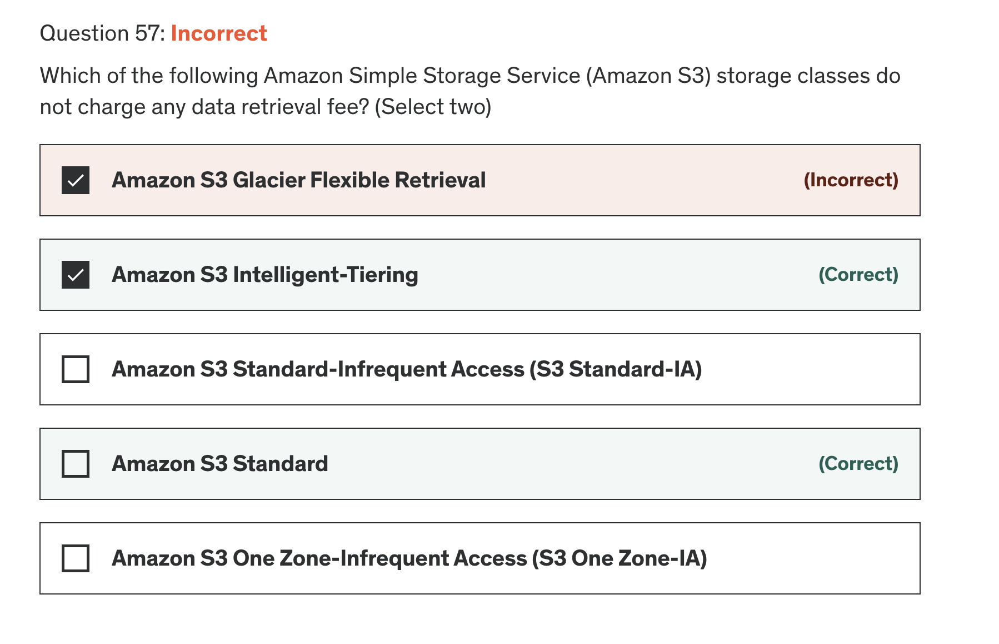 Question 57: Incorrect
Which of the following Amazon Simple Storage Service (Amazon S3) storage classes do
not charge any data retrieval fee? (Select two)
Amazon S3 Glacier Flexible Retrieval (Incorrect)
Amazon S3 Intelligent-Tiering (Correct)
Amazon S3 Standard-Infrequent Access (S3 Standard-IA)
Amazon S3 Standard (Correct)
Amazon S3 One Zone-Infrequent Access (S3 One Zone-IA)